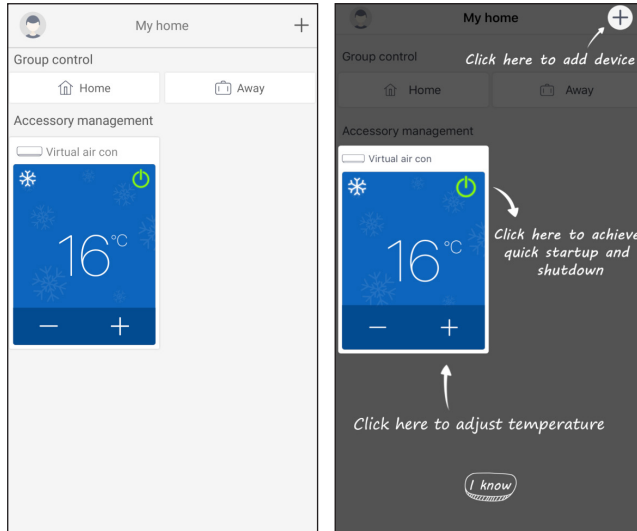 My home
+
Group control
Home
Away
Accessory management
Virtual air con
16°C
− +
My home
+
Click here to add device
Group control
Home
Away
Accessory management
Virtual air con
16°C
− +
Click here to achieve
quick startup and
shutdown
Click here to adjust temperature
I know